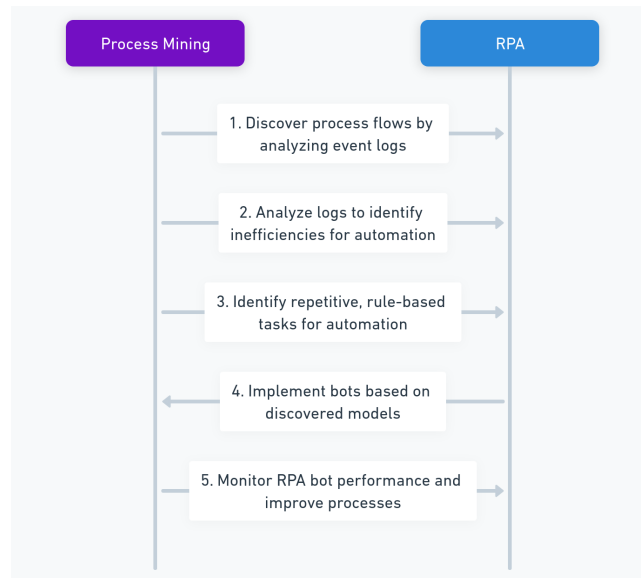 Process Mining
RPA
1. Discover process flows by
analyzing event logs
2. Analyze logs to identify
inefficiencies for automation
3. Identify repetitive, rule-based
tasks for automation
4. Implement bots based on
discovered models
5. Monitor RPA bot performance and
improve processes